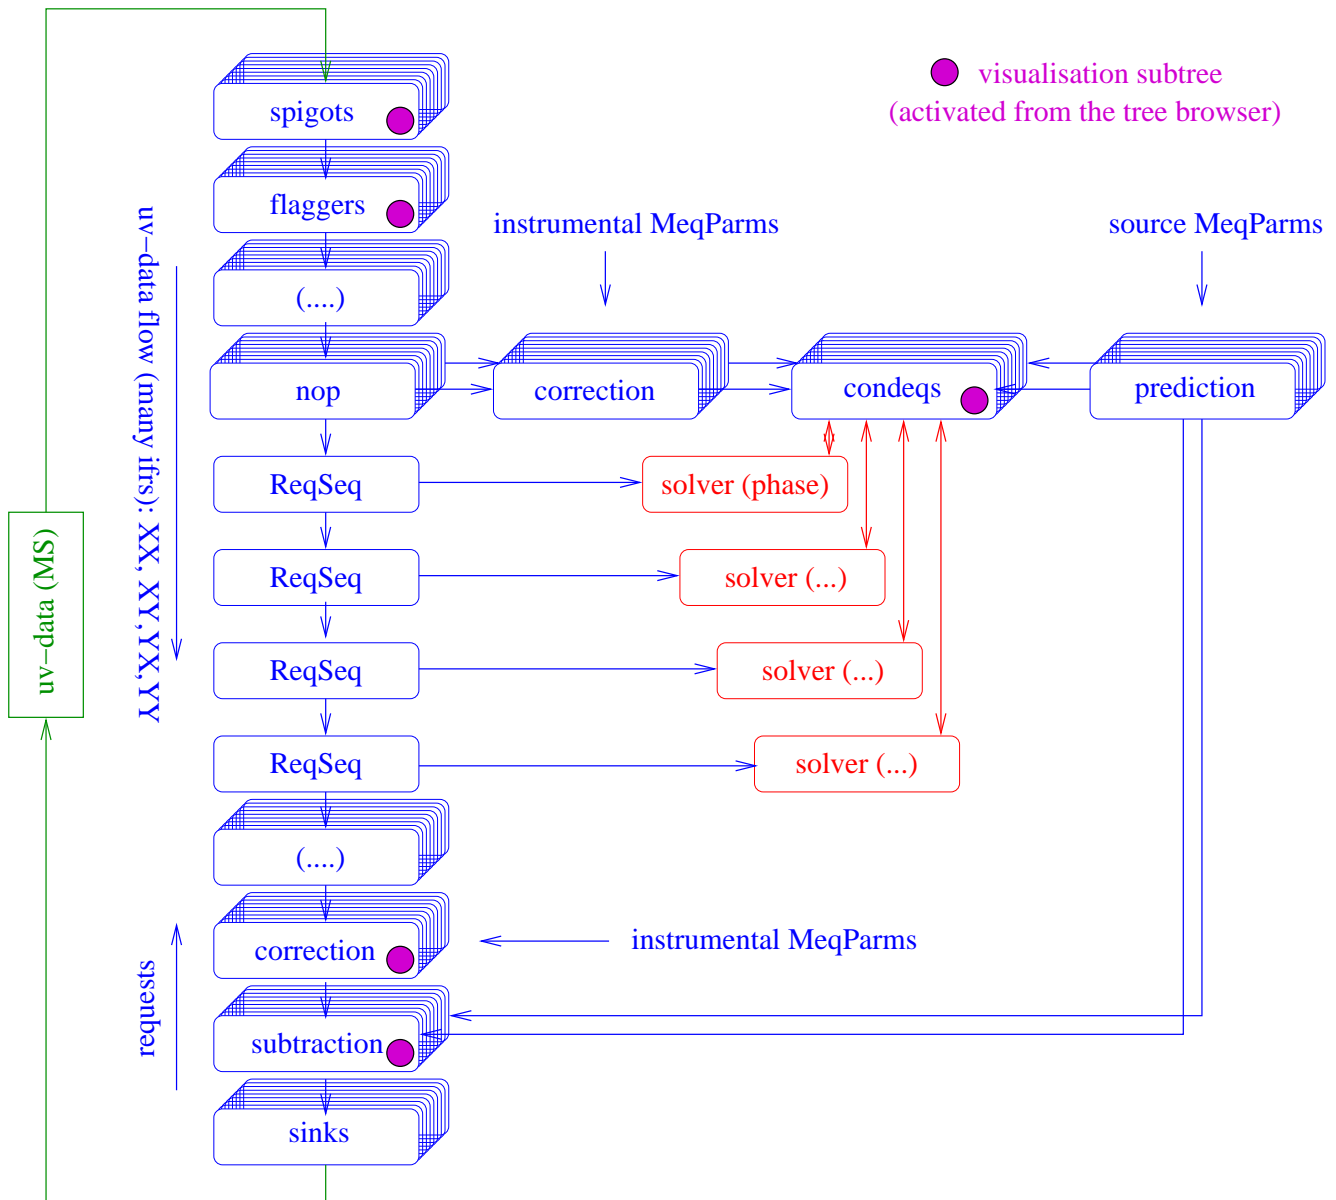 visualisation subtree
(activated from the tree browser)
spigots
flaggers
(....)
instrumental MeqParms
source MeqParms
nop
correction
condeqs
prediction
uv-data flow (many ifrs): XX, XY,YX,YY
ReqSeq
solver (phase)
ReqSeq
solver (...)
uv-data (MS)
ReqSeq
solver (...)
ReqSeq
solver (...)
(....)
correction
instrumental MeqParms
requests
subtraction
sinks